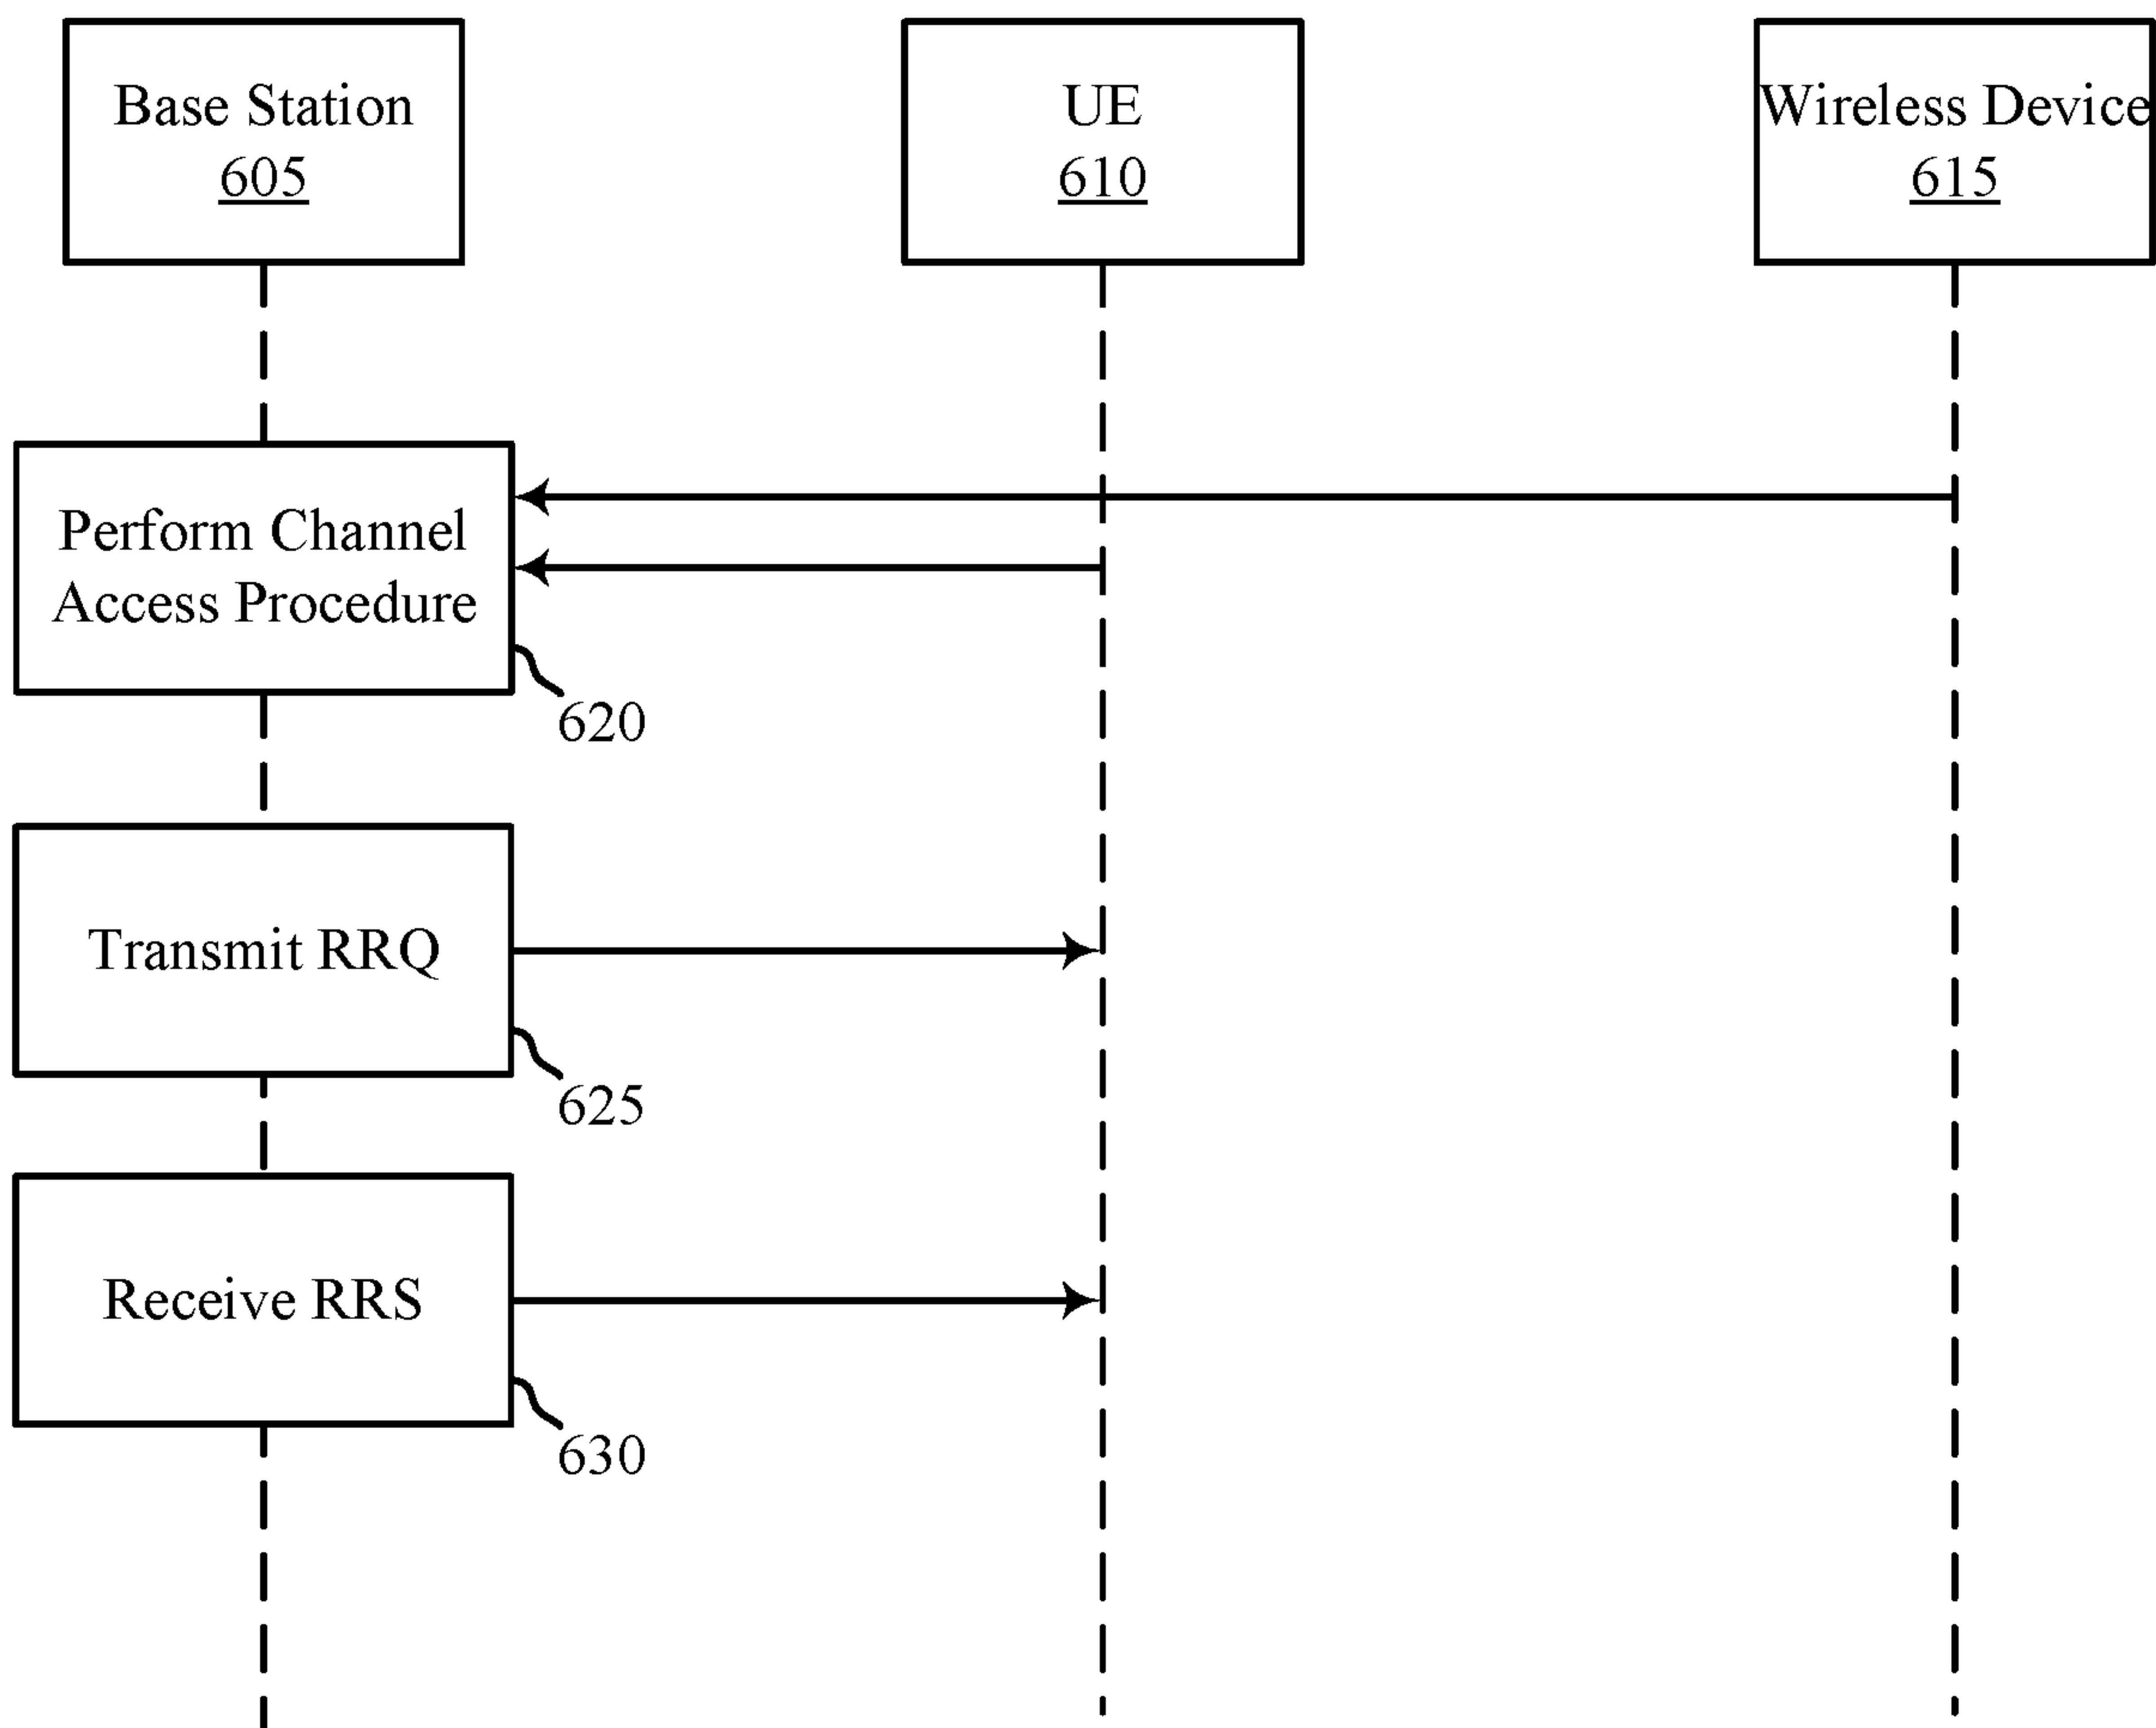 Base Station
605
UE
610
Wireless Device
615
Perform Channel
Access Procedure
620
Transmit RRQ
625
Receive RRS
630